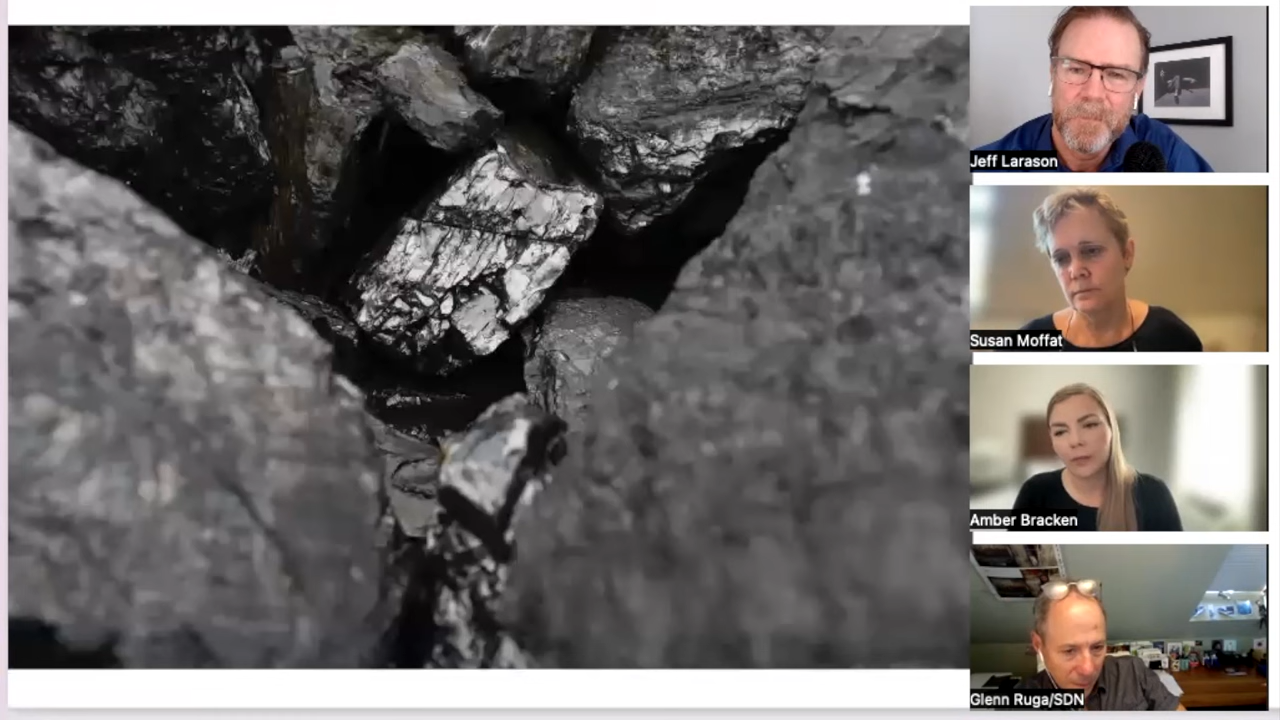 Jeff Larason
Susan Moffat
Amber Bracken
Glenn Ruga/SDN